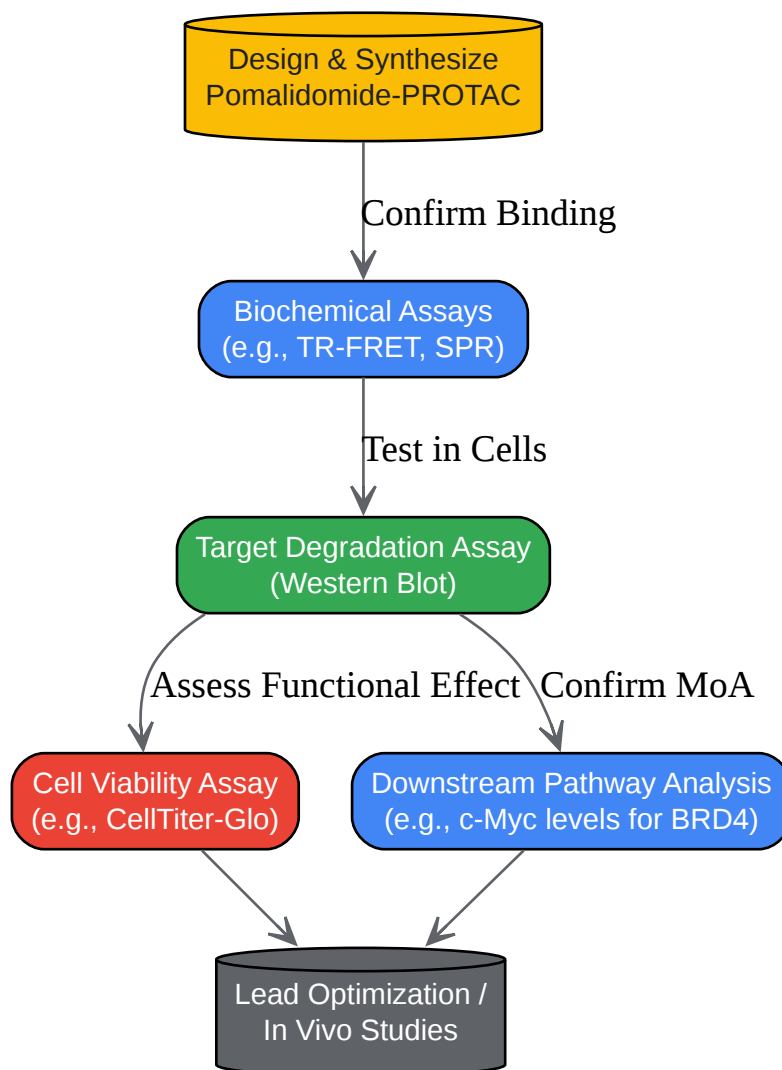 Design & Synthesize
Pomalidomide-PROTAC
Confirm Binding
Biochemical Assays
(e.g., TR-FRET, SPR)
Test in Cells
Target Degradation Assay
(Western Blot)
Assess Functional Effect
Confirm MoA
Cell Viability Assay
(e.g., CellTiter-Glo)
Downstream Pathway Analysis
(e.g., c-Myc levels for BRD4)
Lead Optimization /
In Vivo Studies